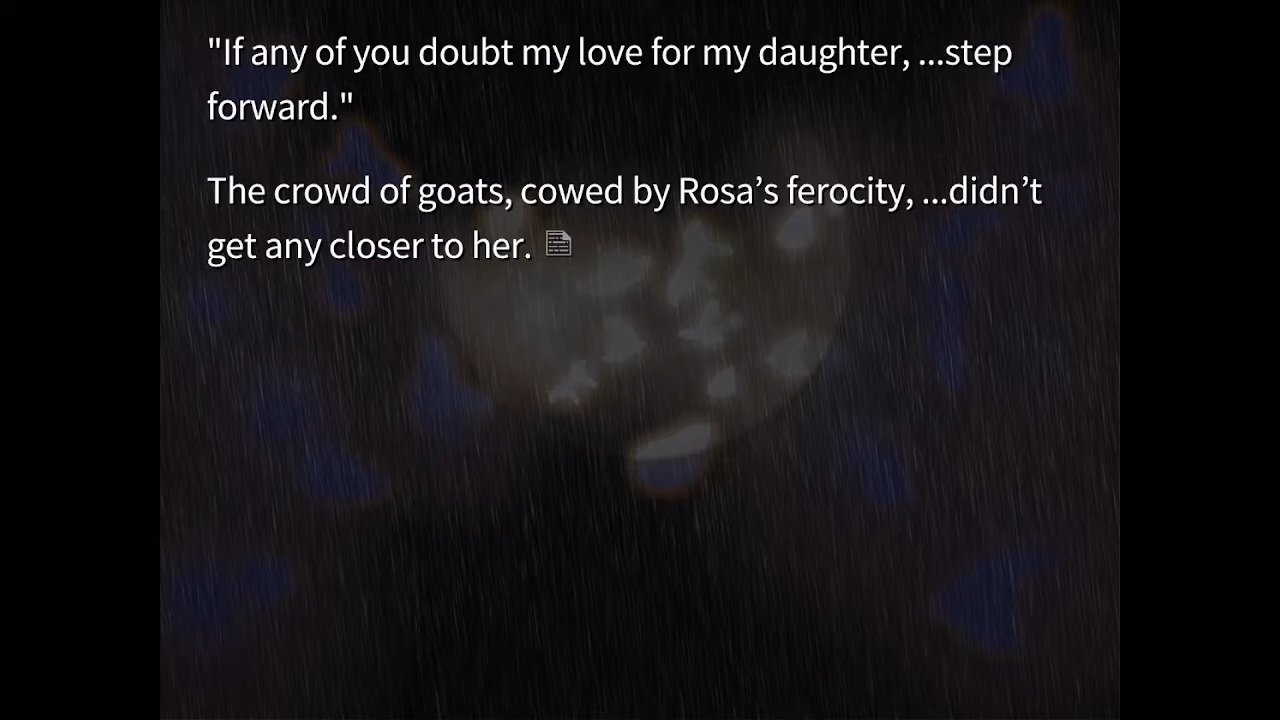 "If any of you doubt my love for my daughter, ...step
forward."
The crowd of goats, cowed by Rosa’s ferocity, ...didn’t
get any closer to her.